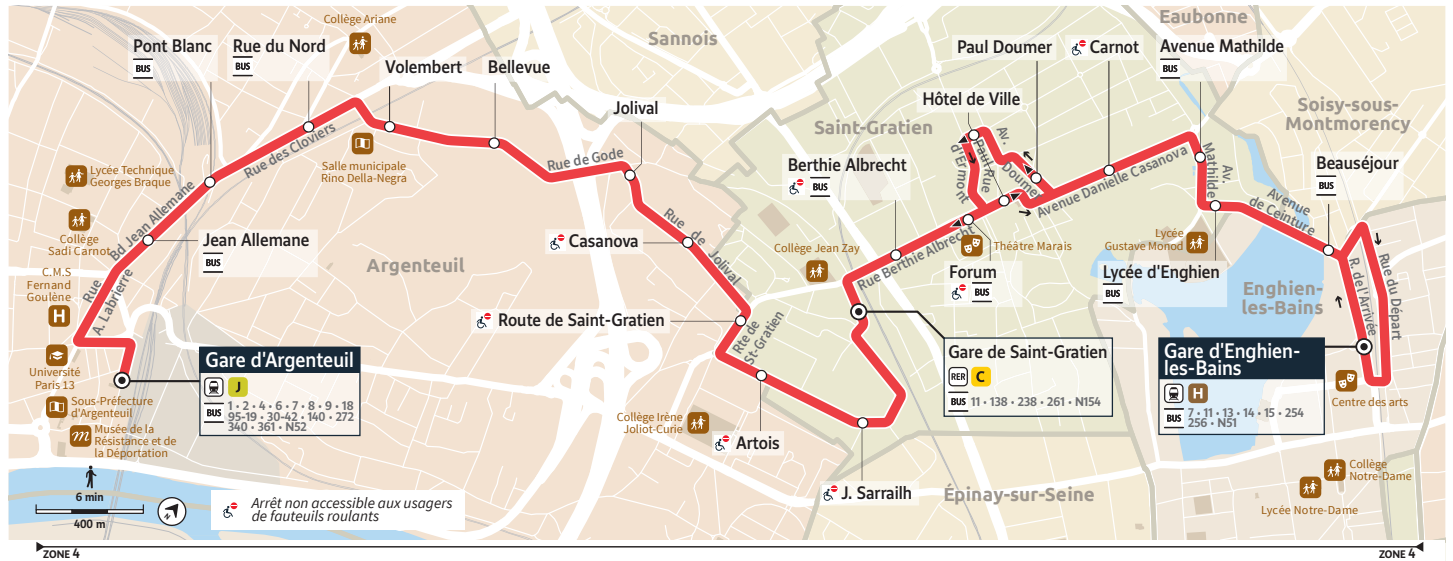 Collège Ariane
Pont Blanc
BUS
Rue du Nord
BUS
Volembert
Bellevue
Sannois
Jolival
Saint-Gratien
Hôtel de Ville
Paul Doumer
Carnot
Eaubonne
Avenue Mathilde
BUS
Soisy-sous-
Montmorency
Beauséjour
BUS
Berthie Albrecht
BUS
Lycée Technique
Georges Braque
Collège
Sadi Carnot
C.M.S
Fernand
Goulène
H
Université
Paris 13
Sous-Préfecture
d'Argenteuil
Musée de la
Résistance et de
la Déportation
Rue
A. Labrierre
Bd Jean Allemane
Jean Allemane
BUS
Rue des Cloviers
Salle municipale
Rino Della-Negra
Rue de Gode
Argenteuil
Casanova
Rue de Jolival
Route de Saint-Gratien
Rte de
St-Gratien
Collège Irène
Joliot-Curie
Artois
J. Sarrailh
Épinay-sur-Seine
Collège Jean Zay
Rue Berthie Albrecht
Av.
Paul
Doumer
Rue
d'Ermont
Théâtre Marais
Forum
BUS
Avenue Danielle Casanova
Av.
Mathilde
Lycée
Gustave Monod
Lycée d'Enghien
BUS
Avenue
de Ceinture
Enghien-
les-Bains
R. de l'Arrivée
Rue du Départ
Centre des arts
Collège
Notre-Dame
Lycée Notre-Dame
Gare d'Argenteuil
J
BUS
1 • 2 • 4 • 6 • 7 • 8 • 9 • 18
95-19 • 30-42 • 140 • 272
340 • 361 • N52
Gare de Saint-Gratien
RER C
BUS 11 • 138 • 238 • 261 • N154
Gare d'Enghien-
les-Bains
H
BUS
7 • 11 • 13 • 14 • 15 • 254
256 • N51
6 min
400 m
N
Arrêt non accessible aux usagers
de fauteuils roulants
ZONE 4
ZONE 4